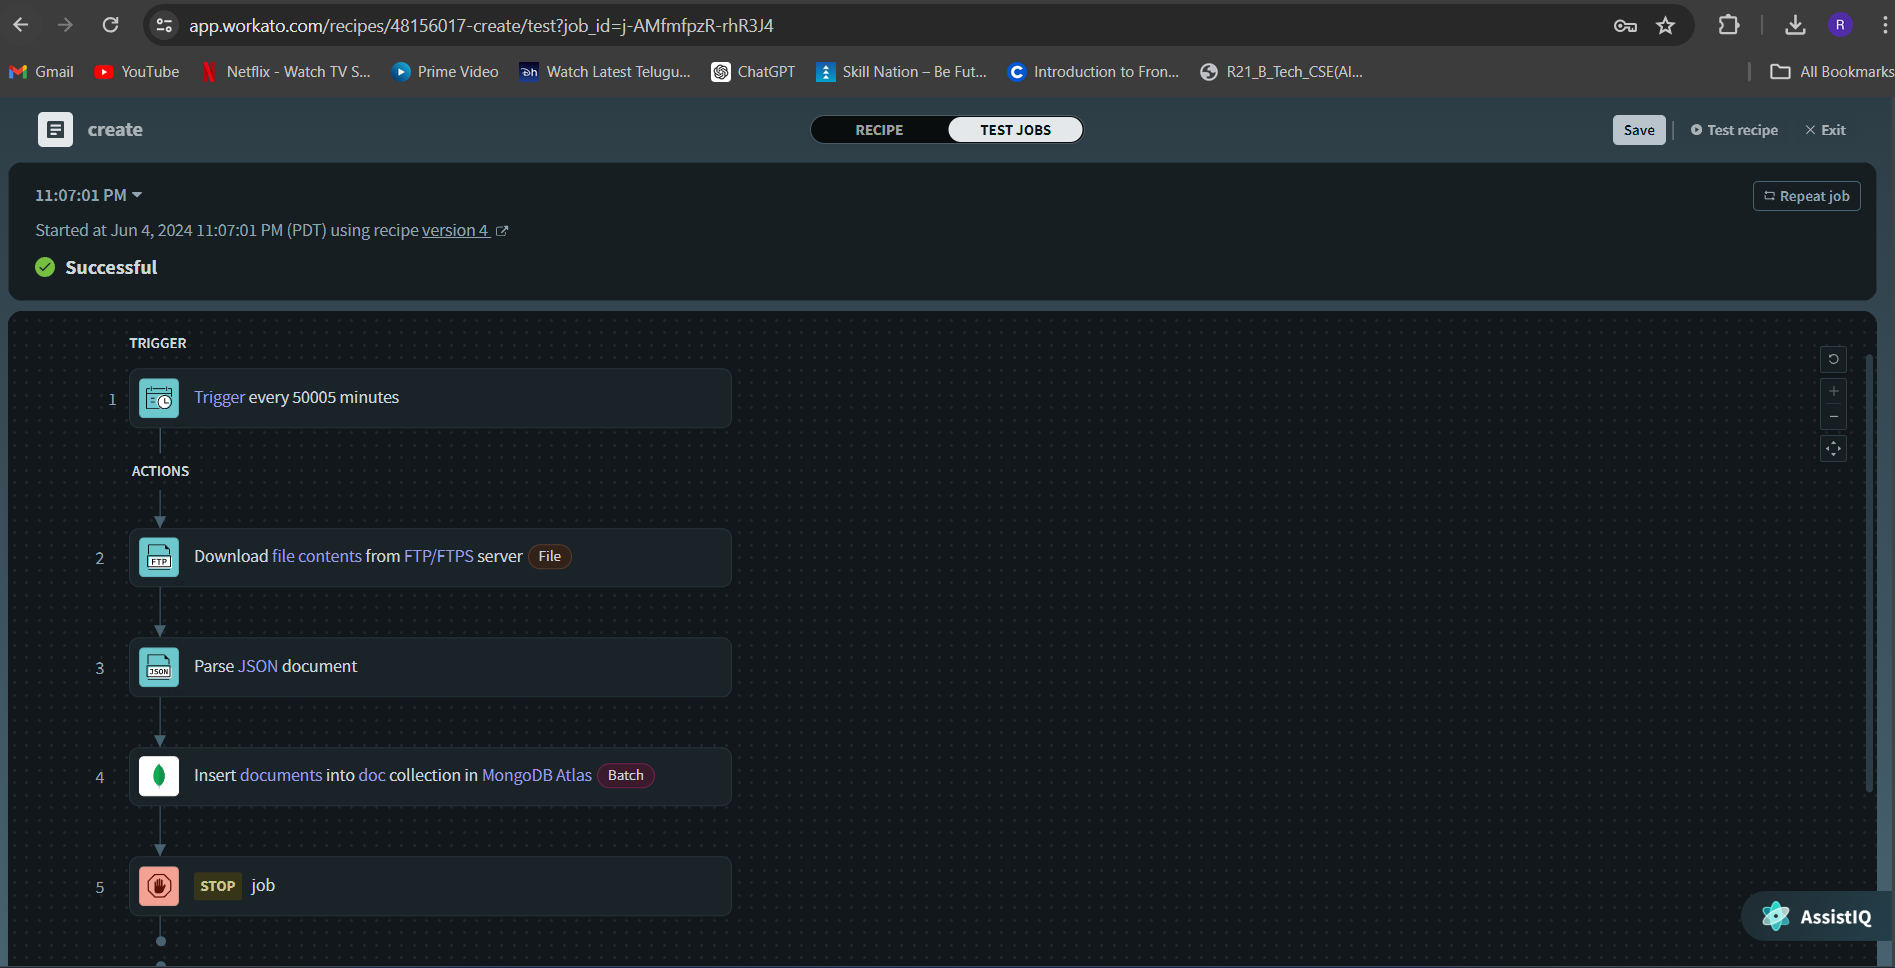 app.workato.com/recipes/48156017-create/test?job_id=j-AMfmfpzR-rhR3J4
R
Gmail YouTube Netflix - Watch TV S... Prime Video Dh Watch Latest Telugu... ChatGPT Skill Nation – Be Fut... C Introduction to Fron... R21_B_Tech_CSE(AI... All Bookmarks
create RECIPE TEST JOBS Save Test recipe Exit
11:07:01 PM Repeat job
Started at Jun 4, 2024 11:07:01 PM (PDT) using recipe version 4
Successful
TRIGGER
1 Trigger every 50005 minutes
ACTIONS
2 FTP Download file contents from FTP/FTPS server File
3 JSON Parse JSON document
4 Insert documents into doc collection in MongoDB Atlas Batch
5 STOP job
AssistIQ